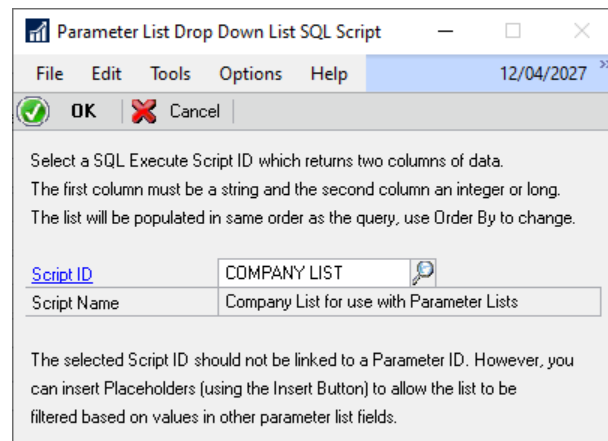 Parameter List Drop Down List SQL Script
File Edit Tools Options Help 12/04/2027 »
OK Cancel
Select a SQL Execute Script ID which returns two columns of data.
The first column must be a string and the second column an integer or long.
The list will be populated in same order as the query, use Order By to change.
Script ID COMPANY LIST
Script Name Company List for use with Parameter Lists
The selected Script ID should not be linked to a Parameter ID. However, you
can insert Placeholders (using the Insert Button) to allow the list to be
filtered based on values in other parameter list fields.